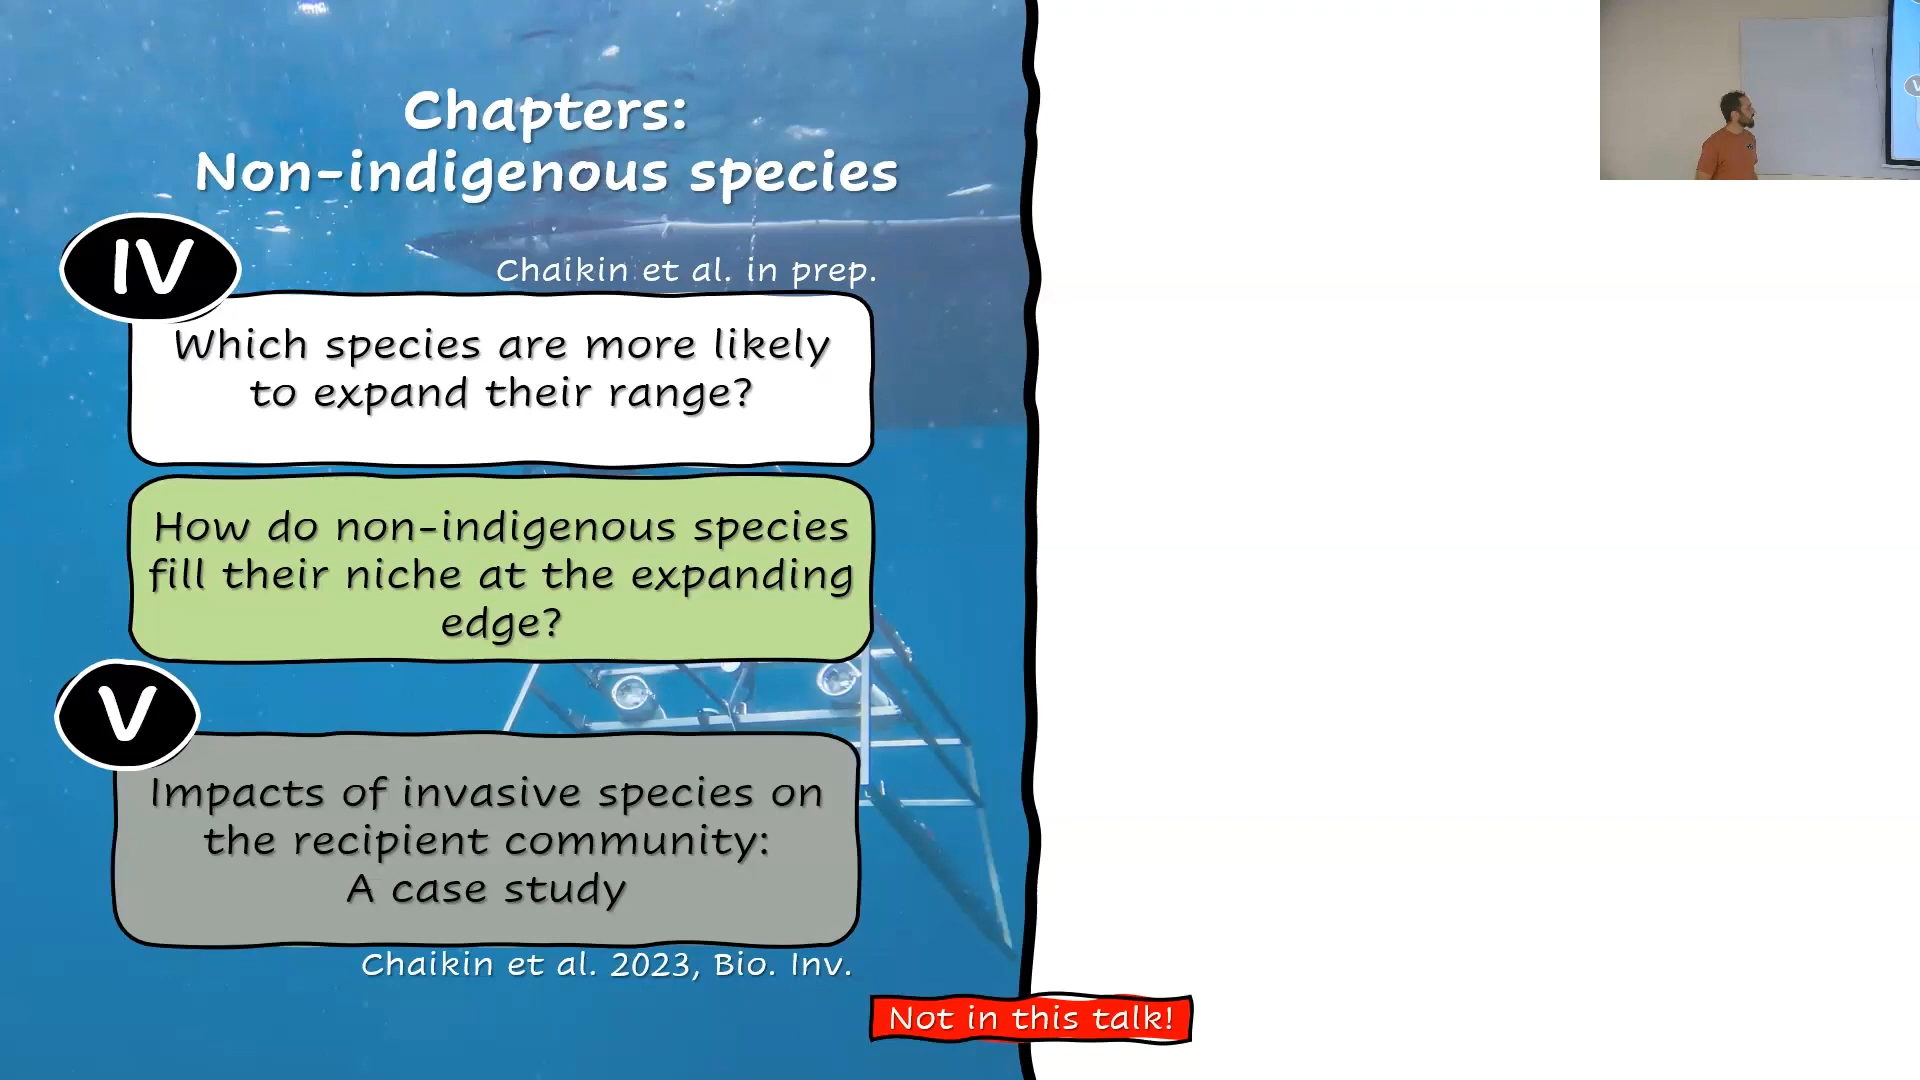 Chapters:
Non-indigenous species
IV
Chaikin et al. in prep.
Which species are more likely
to expand their range?
How do non-indigenous species
fill their niche at the expanding
edge?
V
Impacts of invasive species on
the recipient community:
A case study
Chaikin et al. 2023, Bio. Inv.
Not in this talk!